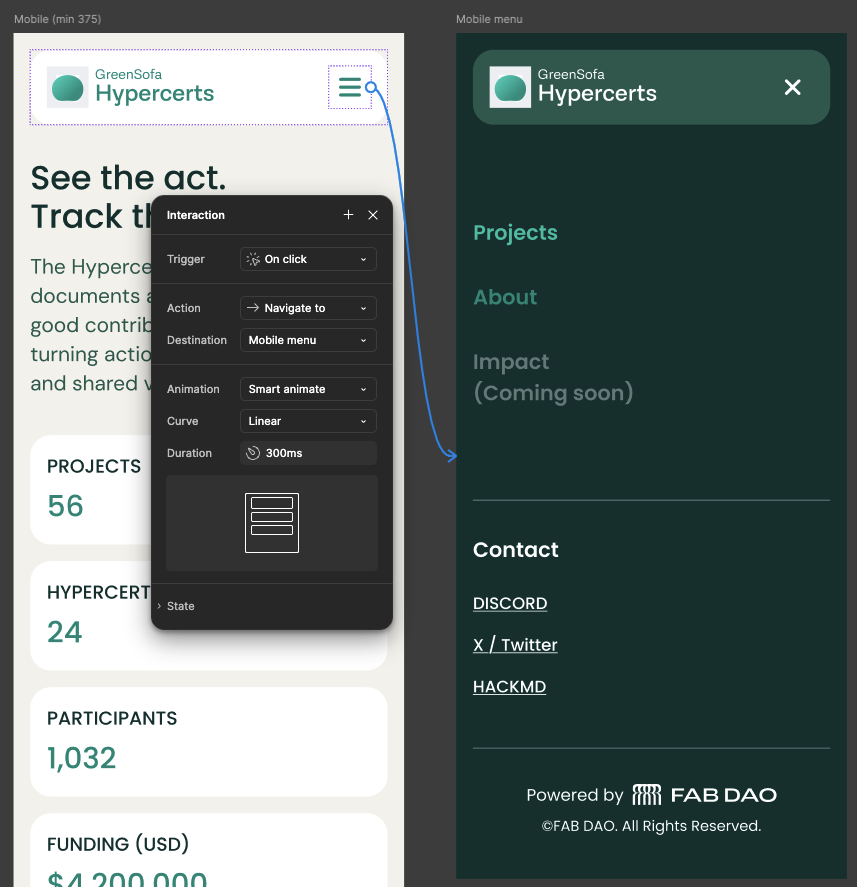 Mobile (min 375)
GreenSofa
Hypercerts
See the act.
Track th
The Hyperce
documents a
good contrib
turning actio
and shared v
PROJECTS
56
HYPERCERT
24
PARTICIPANTS
1,032
FUNDING (USD)
$4,200,000
Interaction
Trigger
On click
Action
Navigate to
Destination
Mobile menu
Animation
Smart animate
Curve
Linear
Duration
300ms
State
Mobile menu
GreenSofa
Hypercerts
Projects
About
Impact
(Coming soon)
Contact
DISCORD
X / Twitter
HACKMD
Powered by FAB DAO
©FAB DAO. All Rights Reserved.